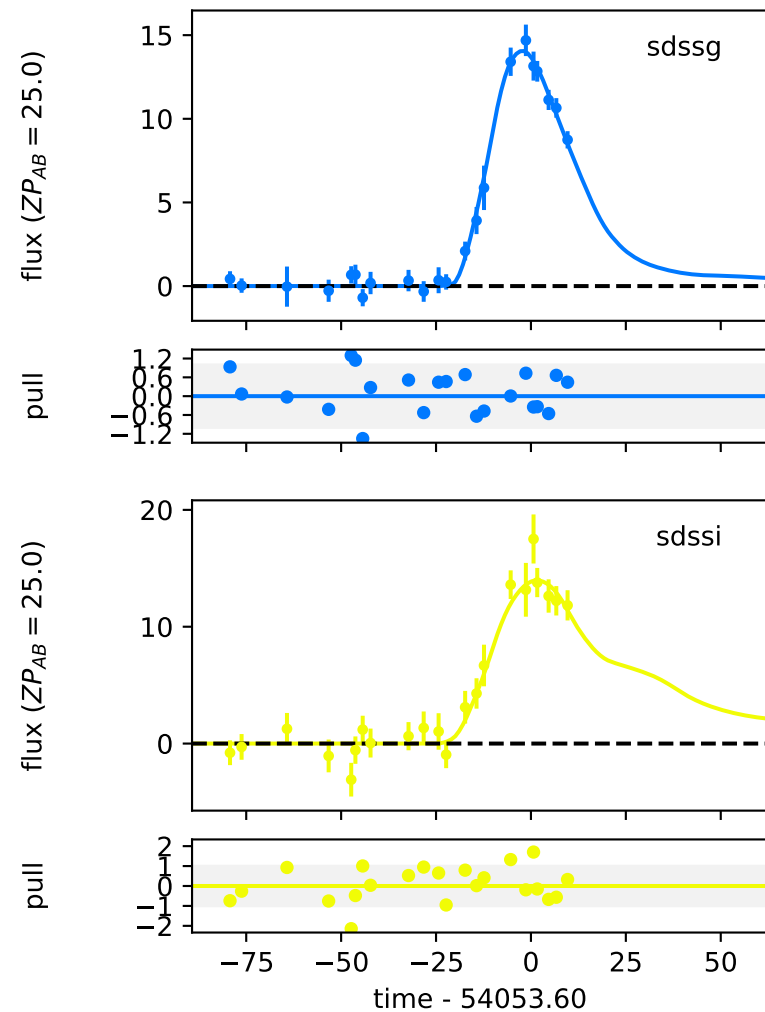 15
10
5
0
flux (ZP_AB = 25.0)
sdssg
1.2
0.6
0.0
−0.6
−1.2
pull
20
10
0
flux (ZP_AB = 25.0)
sdssi
2
1
0
−1
−2
pull
−75 −50 −25 0 25 50
time - 54053.60